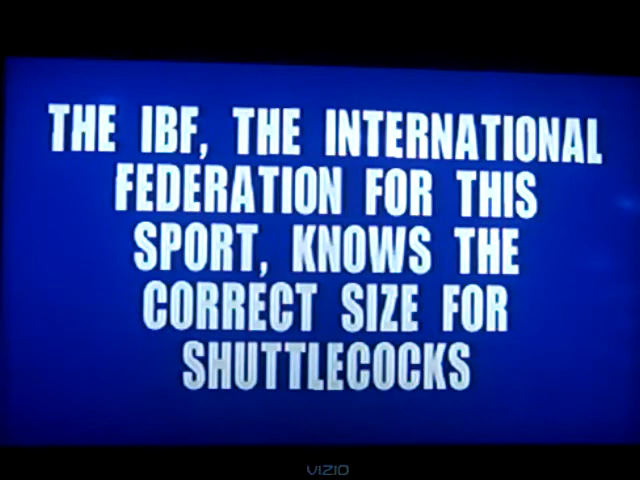 THE IBF, THE INTERNATIONAL
FEDERATION FOR THIS
SPORT, KNOWS THE
CORRECT SIZE FOR
SHUTTLECOCKS
VIZIO